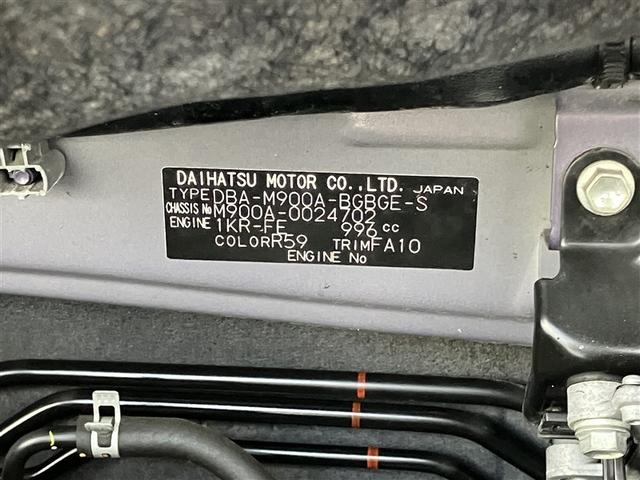 DAIHATSU MOTOR CO.,LTD. JAPAN
TYPE DBA-M900A-BGBGE-S
CHASSIS No M900A-0024702
ENGINE 1KR-FE 996 cc
COLOR R59 TRIM FA10
ENGINE No